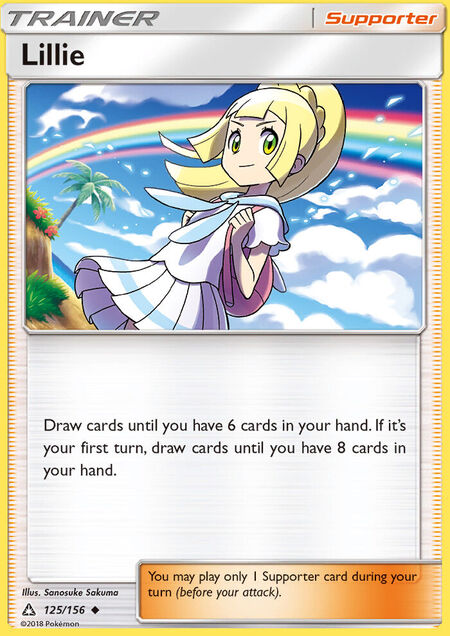 TRAINER
Supporter
Lillie
Draw cards until you have 6 cards in your hand. If it's
your first turn, draw cards until you have 8 cards in
your hand.
Illus. Sanosuke Sakuma
125/156 ◆
©2018 Pokémon
You may play only 1 Supporter card during your
turn (before your attack).